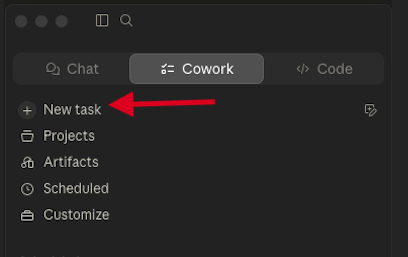 Chat Cowork Code
New task
Projects
Artifacts
Scheduled
Customize